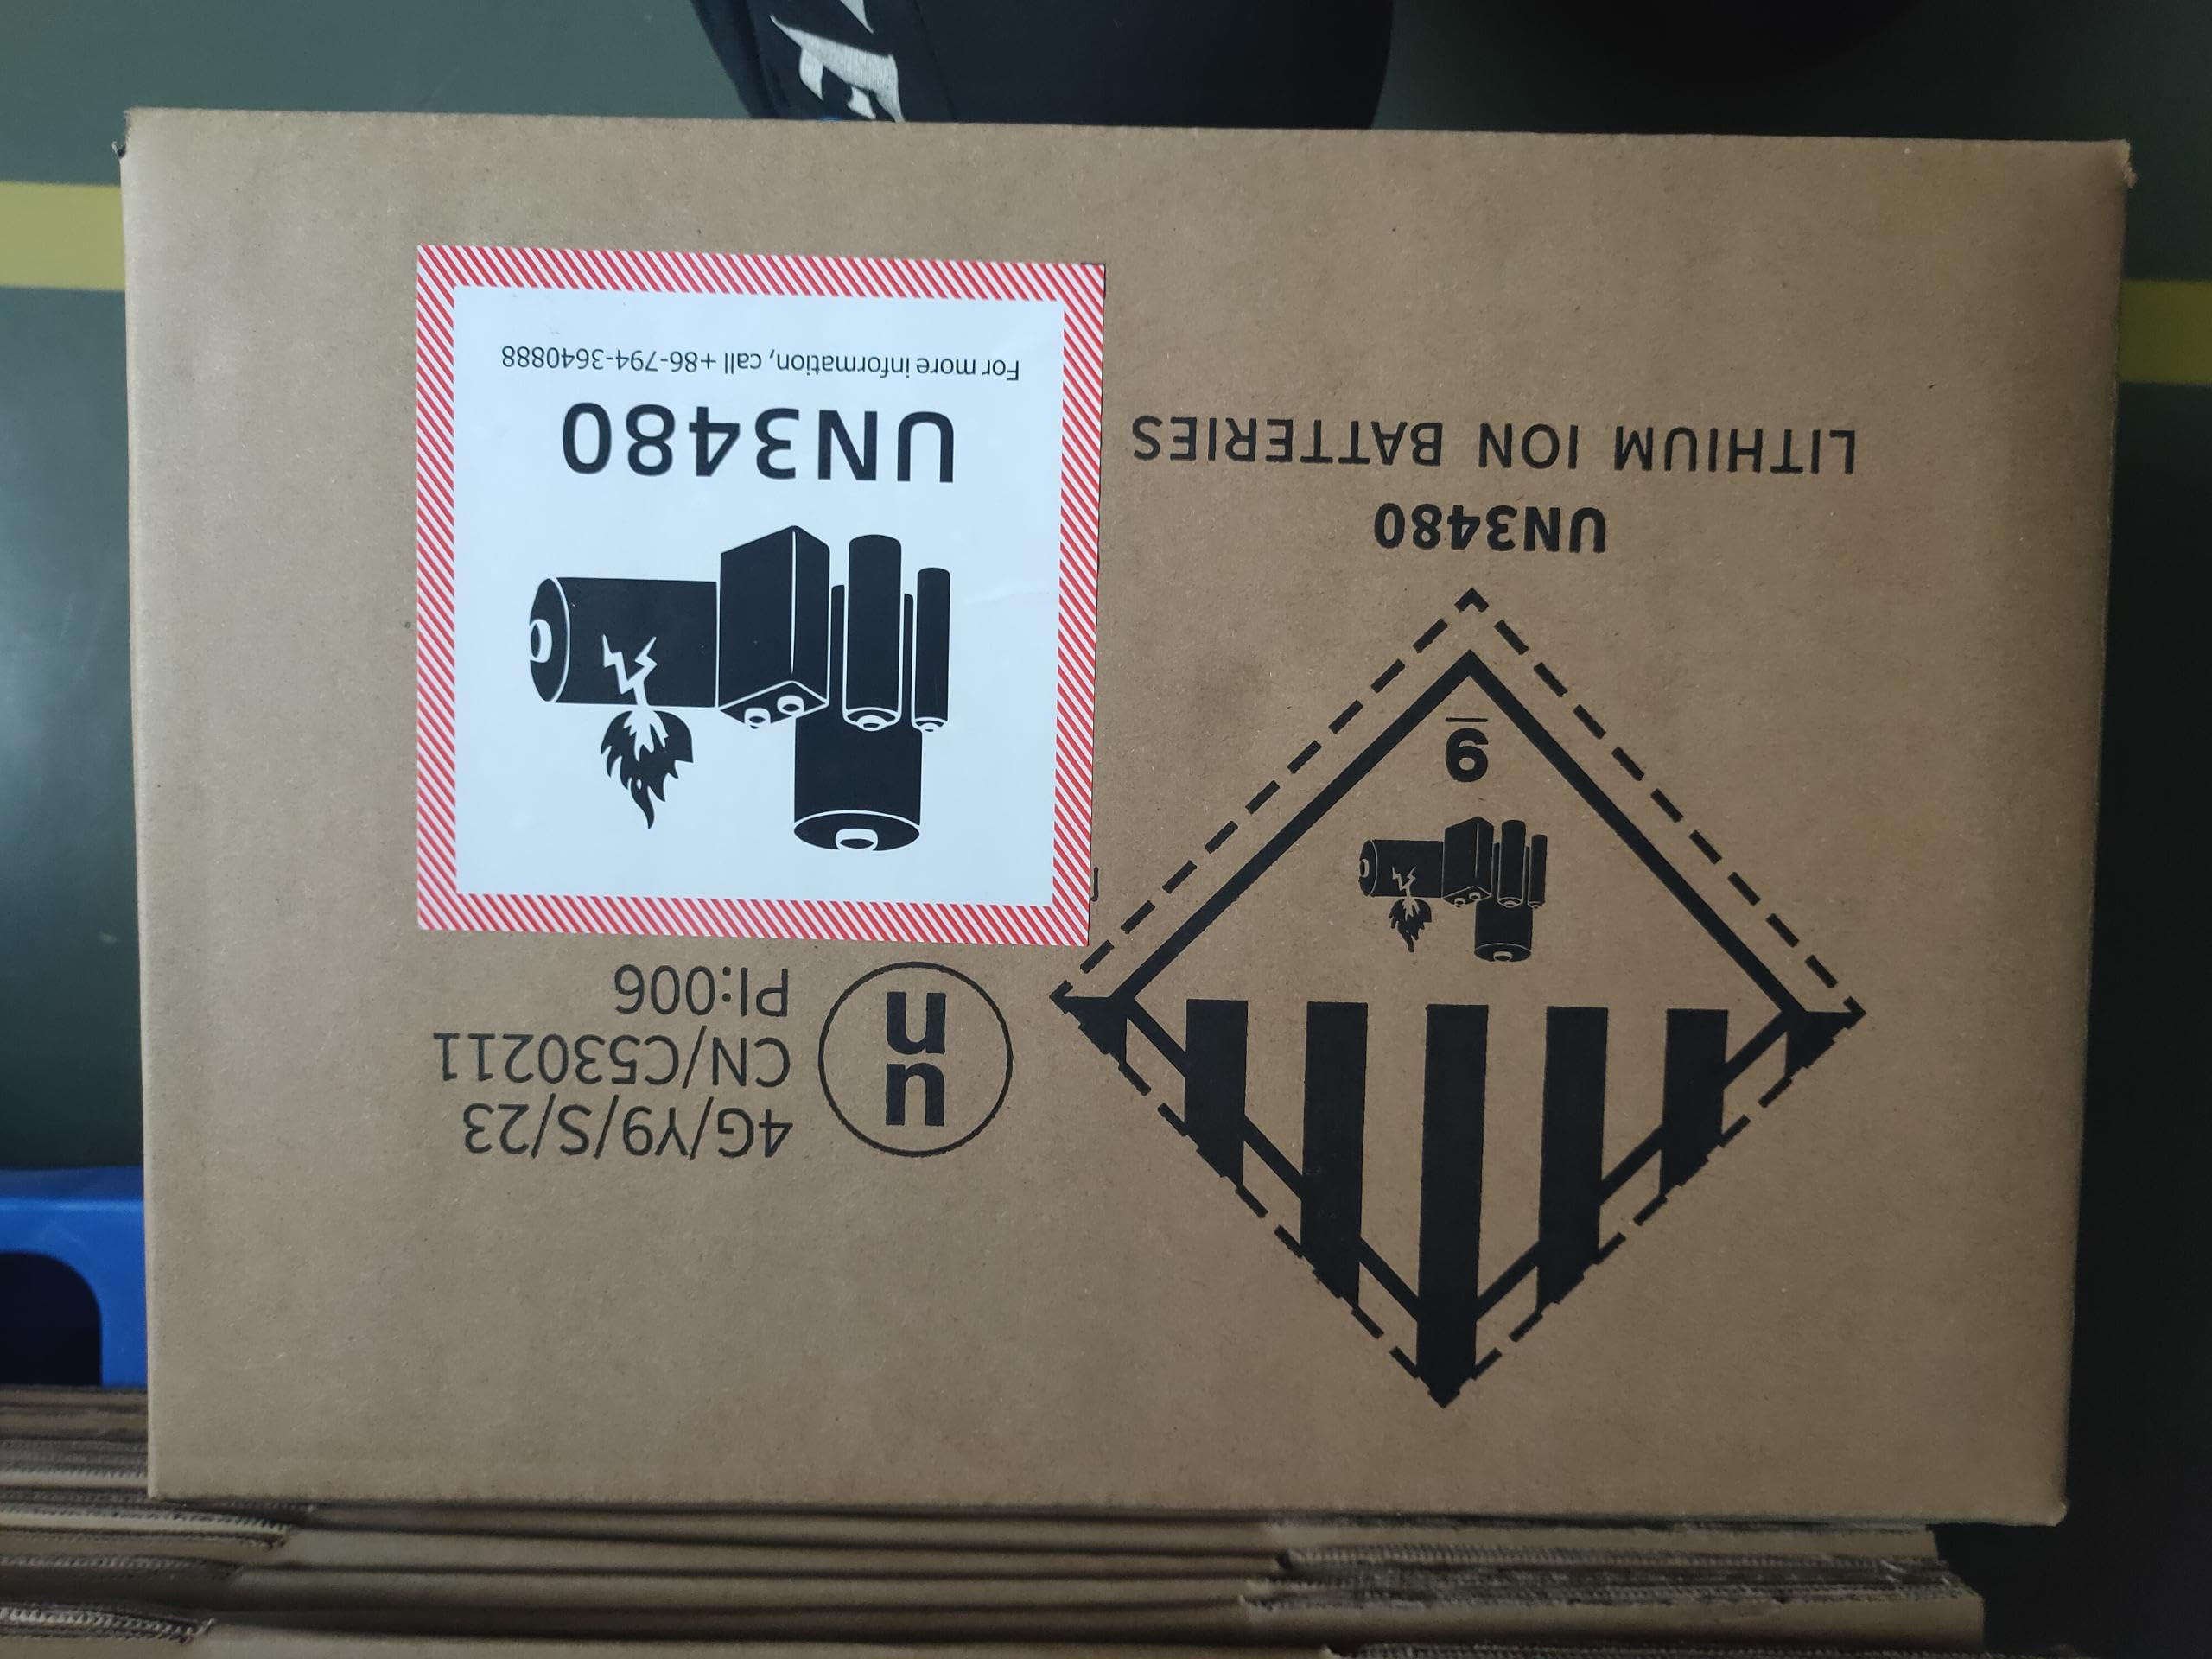 4G/Y9/S/23
CN/C530211
PI:006
un
UN3480
For more information, call +86-794-3640888
9
UN3480
LITHIUM ION BATTERIES